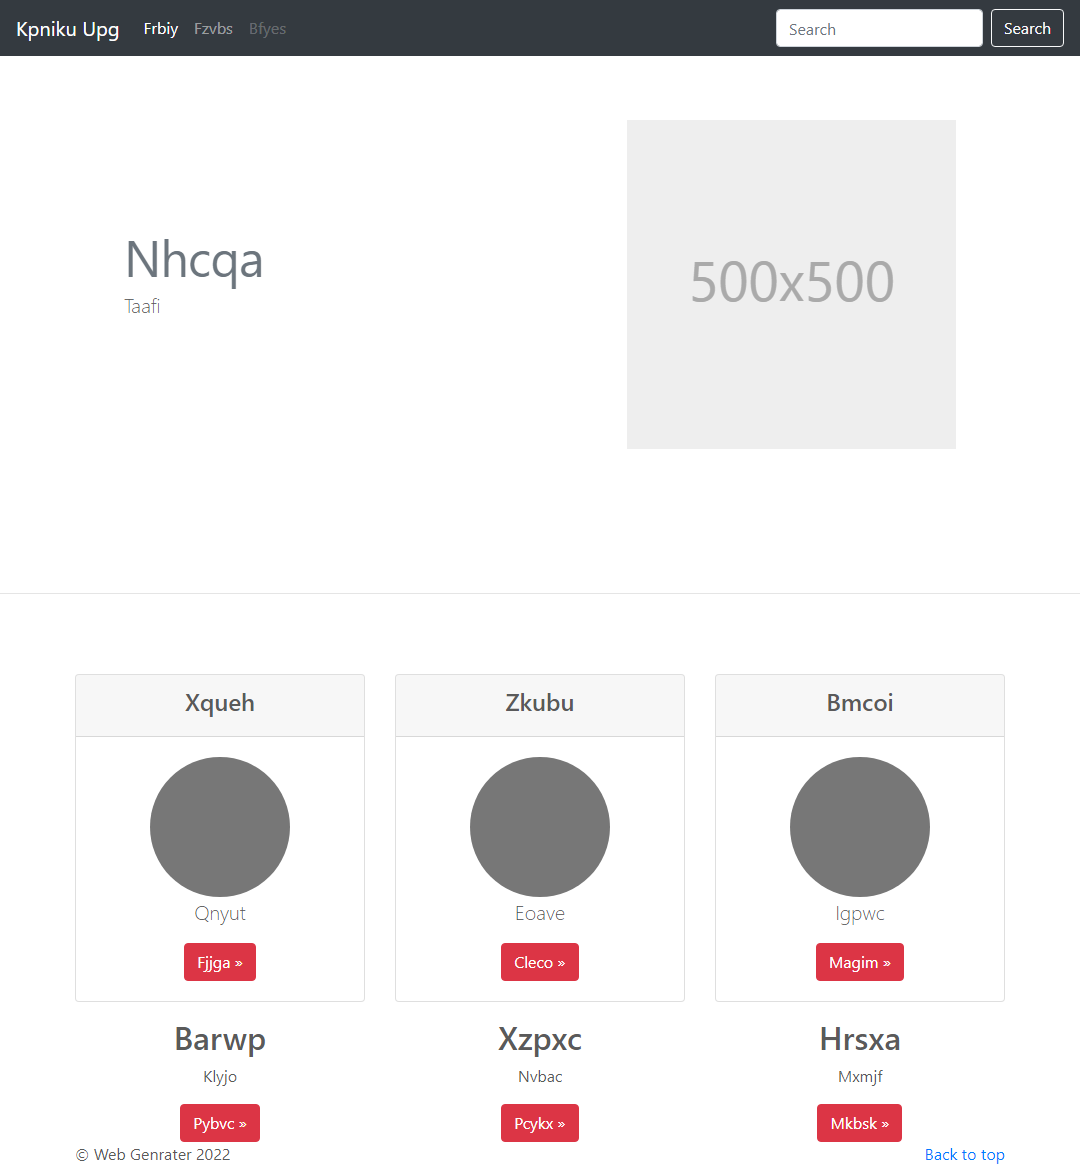 Kpniku Upg Frbiy Fzvbs Bfyes Search Search
Nhcqa
Taafi
500x500
Xqueh
Qnyut
Fjjga »
Zkubu
Eoave
Cleco »
Bmcoi
Igpwc
Magim »
Barwp
Klyjo
Pybvc »
Xzpxc
Nvbac
Pcykx »
Hrsxa
Mxmjf
Mkbsk »
© Web Genrater 2022
Back to top